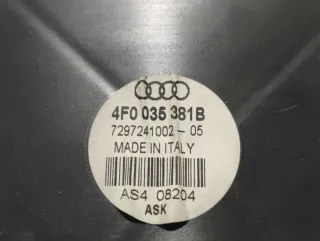 4F0 035 381B
7297241002-05
MADE IN ITALY
AS4 08204
ASK